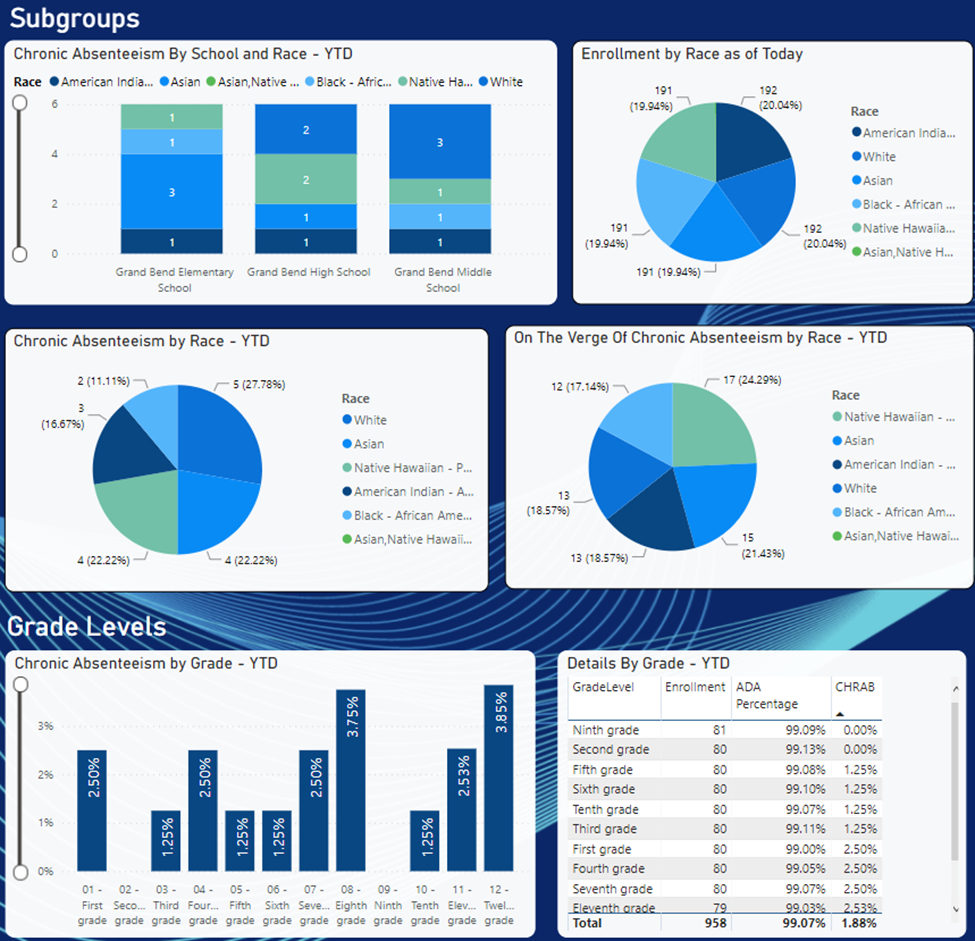 Subgroups
Chronic Absenteeism By School and Race - YTD
Race American India... Asian Asian,Native ... Black - Afric... Native Ha... White
6
4
2
0
1
1
3
1
2
2
1
1
3
1
1
1
Grand Bend Elementary School
Grand Bend High School
Grand Bend Middle School
Enrollment by Race as of Today
191 (19.94%)
192 (20.04%)
191 (19.94%)
192 (20.04%)
191 (19.94%)
Race
American India...
White
Asian
Black - African ...
Native Hawaiia...
Asian,Native H...
Chronic Absenteeism by Race - YTD
2 (11.11%)
5 (27.78%)
3 (16.67%)
4 (22.22%)
4 (22.22%)
Race
White
Asian
Native Hawaiian - P...
American Indian - A...
Black - African Ame...
Asian,Native Hawaii...
On The Verge Of Chronic Absenteeism by Race - YTD
12 (17.14%)
17 (24.29%)
13 (18.57%)
13 (18.57%)
15 (21.43%)
Race
Native Hawaiian - ...
Asian
American Indian - ...
White
Black - African Am...
Asian,Native Hawai...
Grade Levels
Chronic Absenteeism by Grade - YTD
3%
2%
1%
0%
2.50%
1.25%
2.50%
1.25%
1.25%
2.50%
3.75%
1.25%
2.53%
3.85%
01 - First grade
02 - Seco... grade
03 - Third grade
04 - Four... grade
05 - Fifth grade
06 - Sixth grade
07 - Seve... grade
08 - Eighth grade
09 - Ninth grade
10 - Tenth grade
11 - Elev... grade
12 - Twel... grade
Details By Grade - YTD
GradeLevel Enrollment ADA Percentage CHRAB
Ninth grade 81 99.09% 0.00%
Second grade 80 99.13% 0.00%
Fifth grade 80 99.08% 1.25%
Sixth grade 80 99.10% 1.25%
Tenth grade 80 99.07% 1.25%
Third grade 80 99.11% 1.25%
First grade 80 99.00% 2.50%
Fourth grade 80 99.05% 2.50%
Seventh grade 80 99.07% 2.50%
Eleventh grade 79 99.03% 2.53%
Total 958 99.07% 1.88%